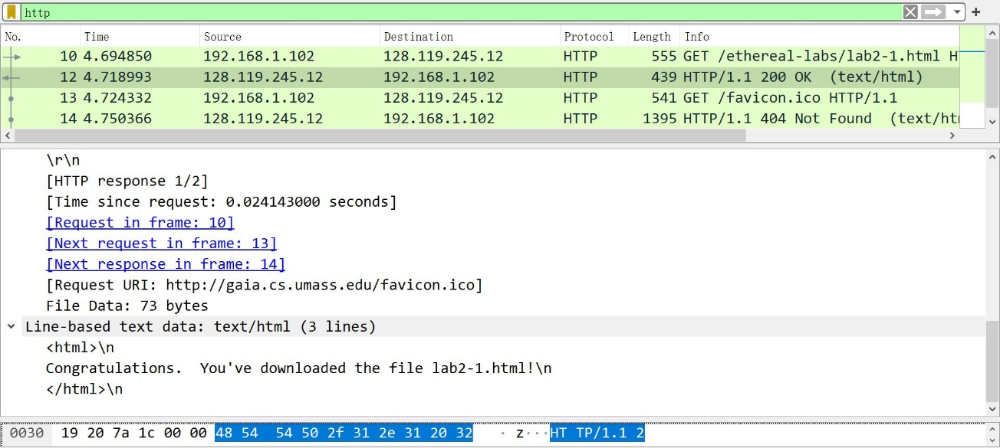 http
No. Time Source Destination Protocol Length Info
10 4.694850 192.168.1.102 128.119.245.12 HTTP 555 GET /ethereal-labs/lab2-1.html H
12 4.718993 128.119.245.12 192.168.1.102 HTTP 439 HTTP/1.1 200 OK  (text/html)
13 4.724332 192.168.1.102 128.119.245.12 HTTP 541 GET /favicon.ico HTTP/1.1
14 4.750366 128.119.245.12 192.168.1.102 HTTP 1395 HTTP/1.1 404 Not Found  (text/htm
\r\n
[HTTP response 1/2]
[Time since request: 0.024143000 seconds]
[Request in frame: 10]
[Next request in frame: 13]
[Next response in frame: 14]
[Request URI: http://gaia.cs.umass.edu/favicon.ico]
File Data: 73 bytes
Line-based text data: text/html (3 lines)
<html>\n
Congratulations.  You've downloaded the file lab2-1.html!\n
</html>\n
0030 19 20 7a 1c 00 00 48 54  54 50 2f 31 2e 31 20 32 · z···HT TP/1.1 2